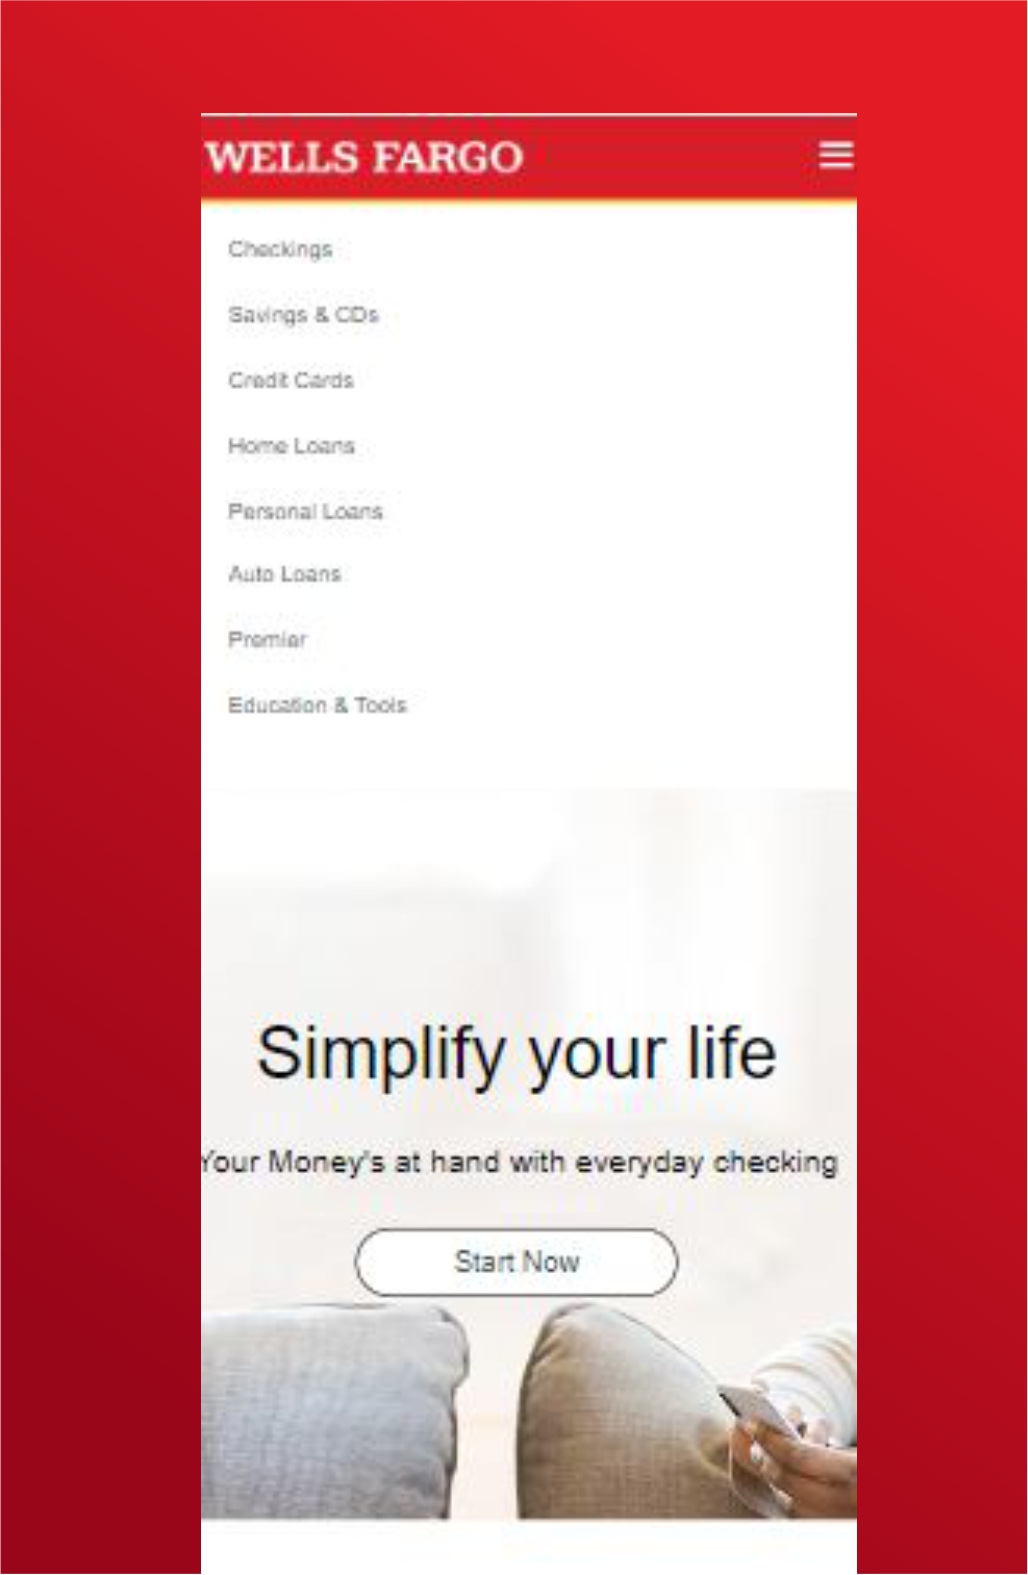 WELLS FARGO
Checkings
Savings & CDs
Credit Cards
Home Loans
Personal Loans
Auto Loans
Premier
Education & Tools
Simplify your life
Your Money's at hand with everyday checking
Start Now